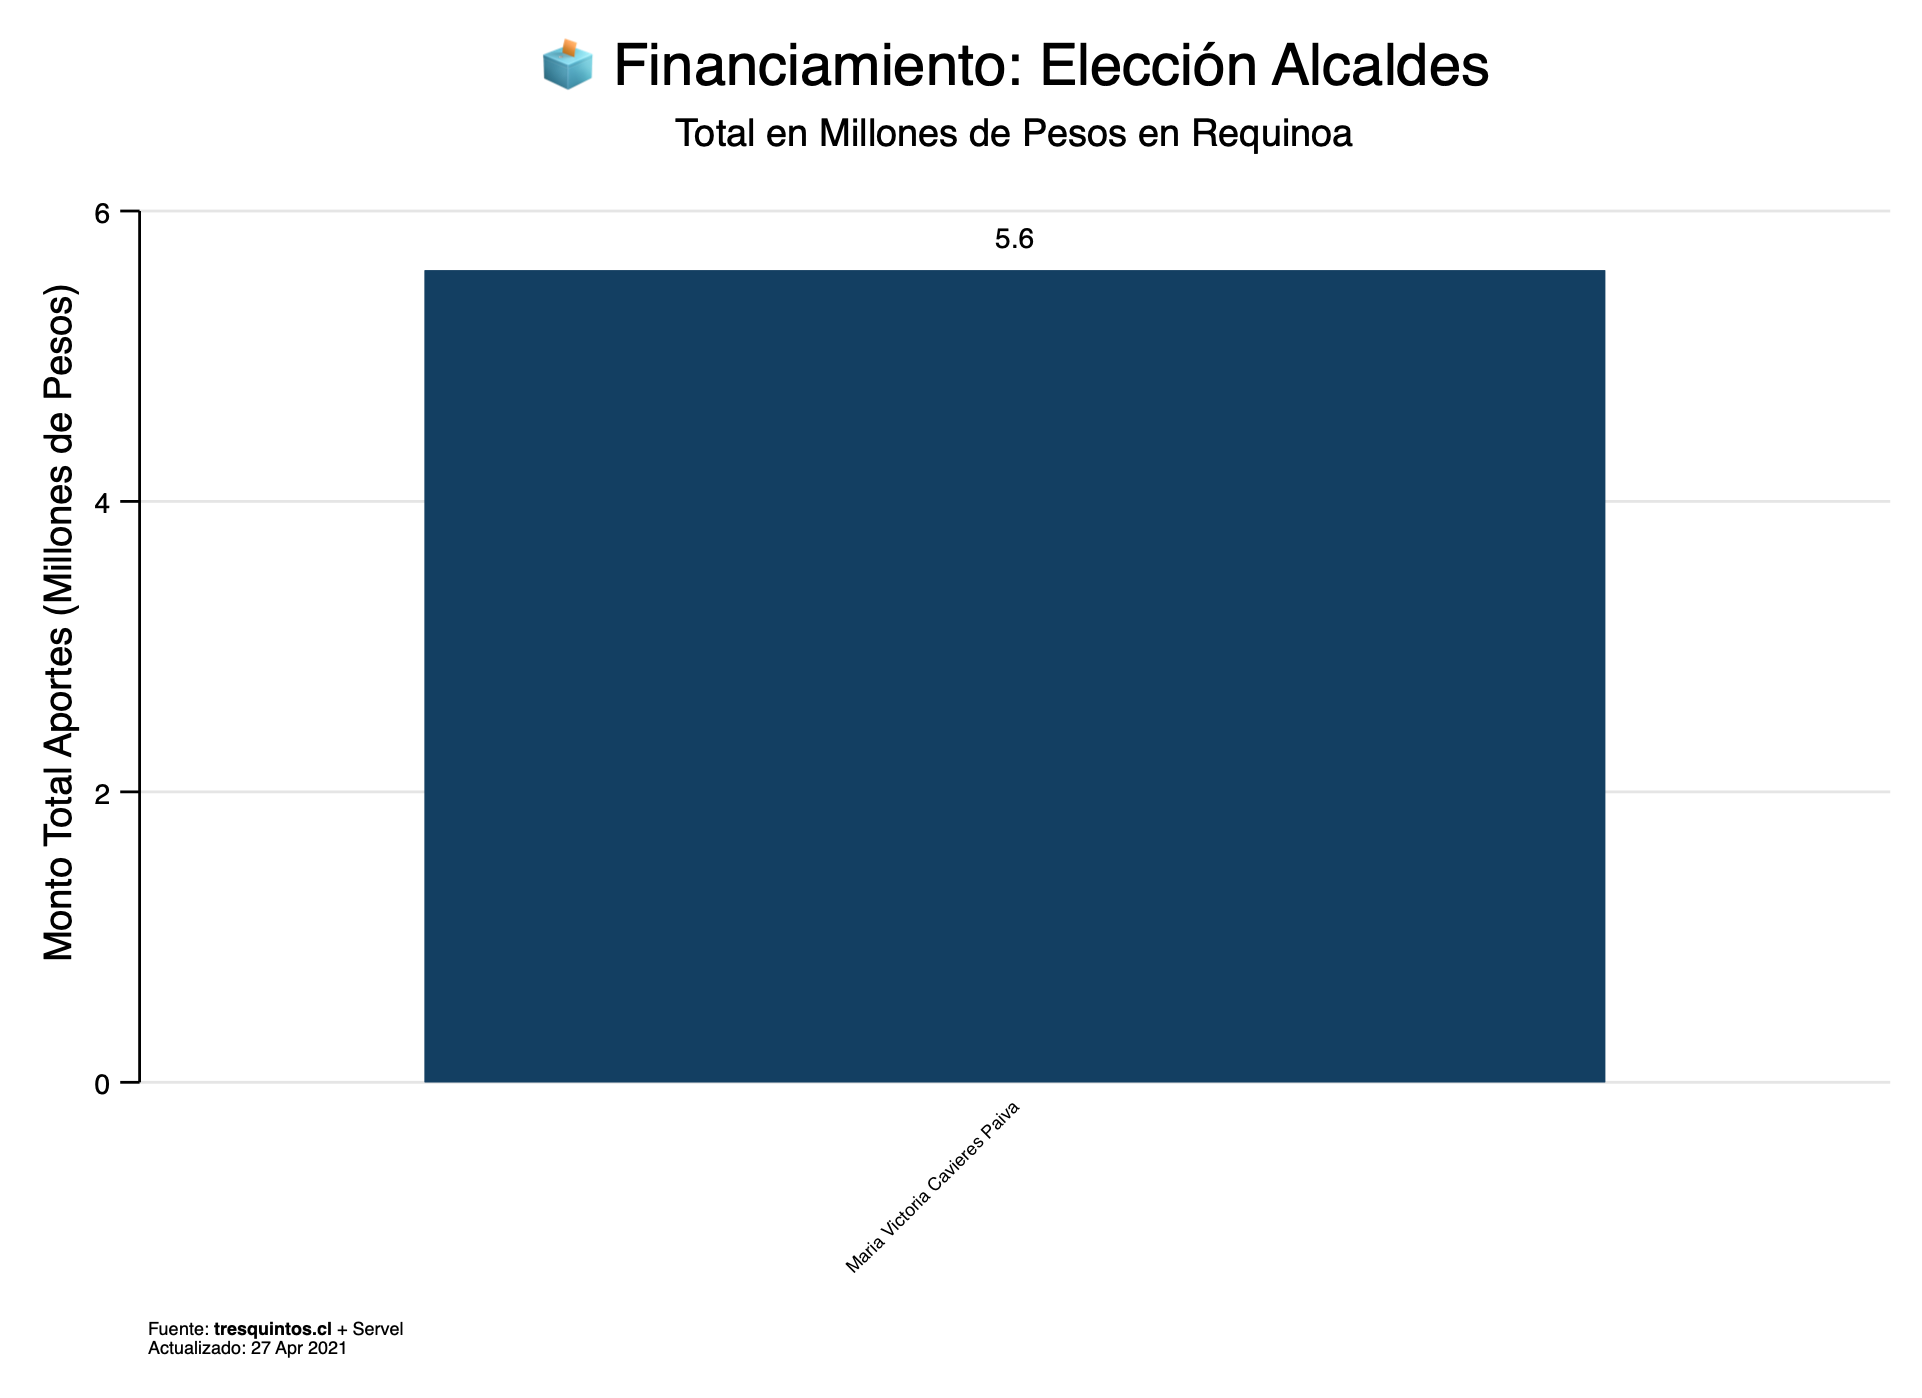 Financiamiento: Elección Alcaldes
Total en Millones de Pesos en Requinoa
Monto Total Aportes (Millones de Pesos)
6
4
2
0
5.6
Maria Victoria Cavieres Paiva
Fuente: tresquintos.cl + Servel
Actualizado: 27 Apr 2021